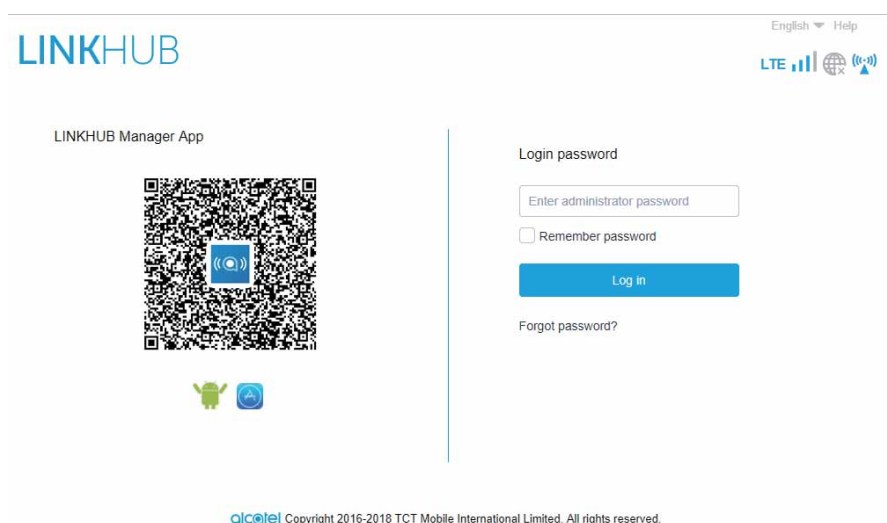 English Help
LINKHUB
LTE
LINKHUB Manager App
Login password
Enter administrator password
Remember password
Log in
Forgot password?
alcatel Copyright 2016-2018 TCT Mobile International Limited. All rights reserved.